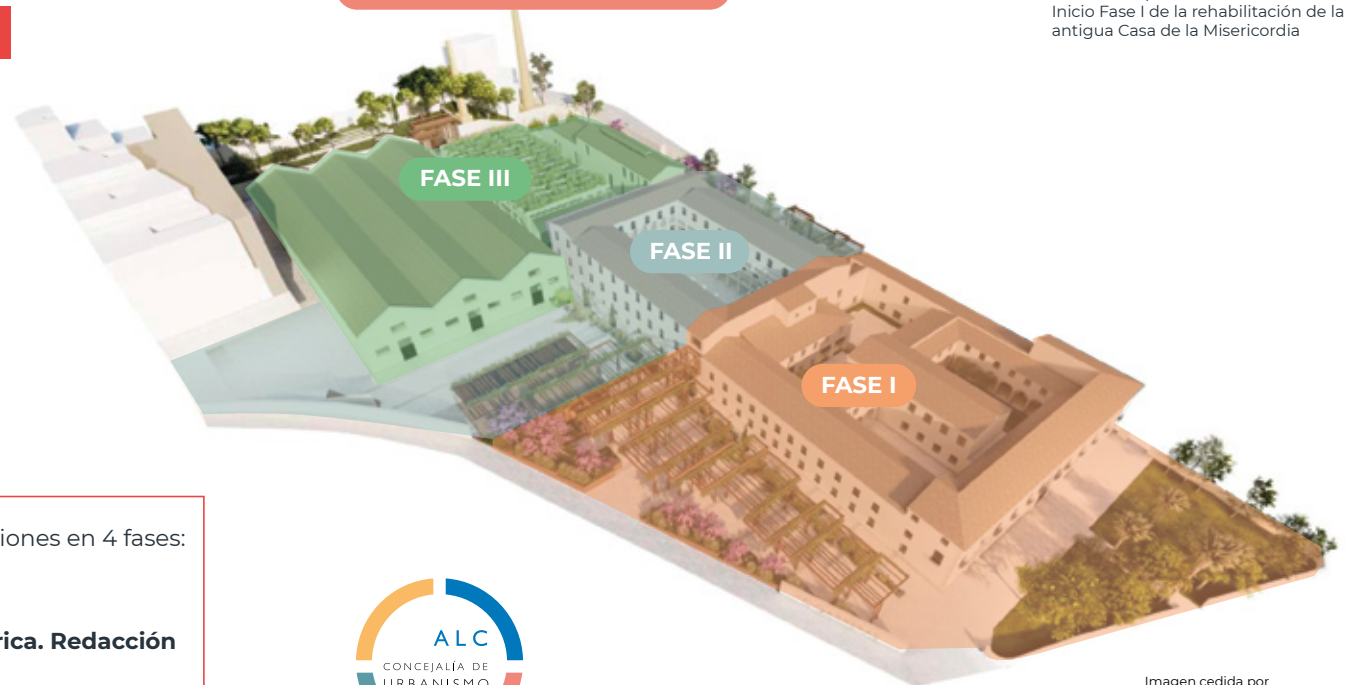 Inicio Fase I de la rehabilitación de la
antigua Casa de la Misericordia
FASE III
FASE II
FASE I
iones en 4 fases:
rica. Redacción
ALC
CONCEJALÍA DE
URBANISMO
Imagen cedida por